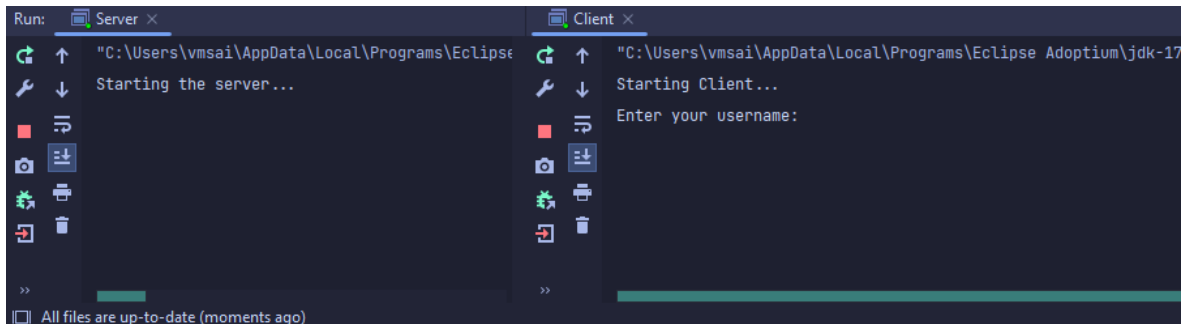 Run: Server × Client ×
"C:\Users\vmsai\AppData\Local\Programs\Eclipse
Starting the server...
"C:\Users\vmsai\AppData\Local\Programs\Eclipse Adoptium\jdk-17
Starting Client...
Enter your username:
All files are up-to-date (moments ago)